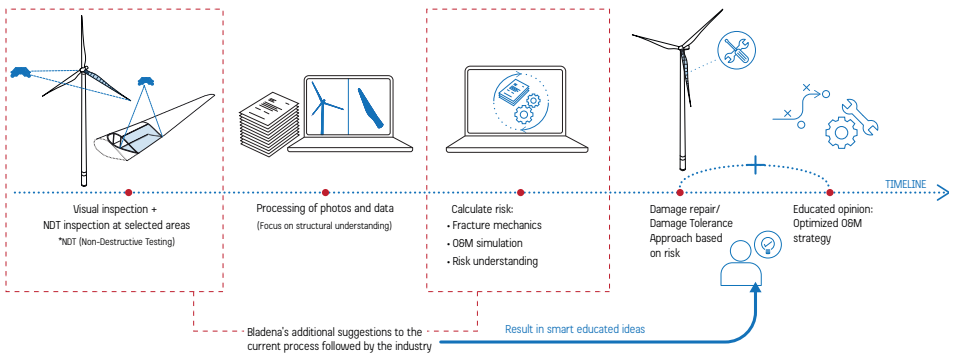 TIMELINE
Visual inspection +
NDT inspection at selected areas
*NDT (Non-Destructive Testing)
Processing of photos and data
(Focus on structural understanding)
Calculate risk:
• Fracture mechanics
• O&M simulation
• Risk understanding
Damage repair/
Damage Tolerance
Approach based
on risk
Educated opinion:
Optimized O&M
strategy
Bladena's additional suggestions to the
current process followed by the industry
Result in smart educated ideas